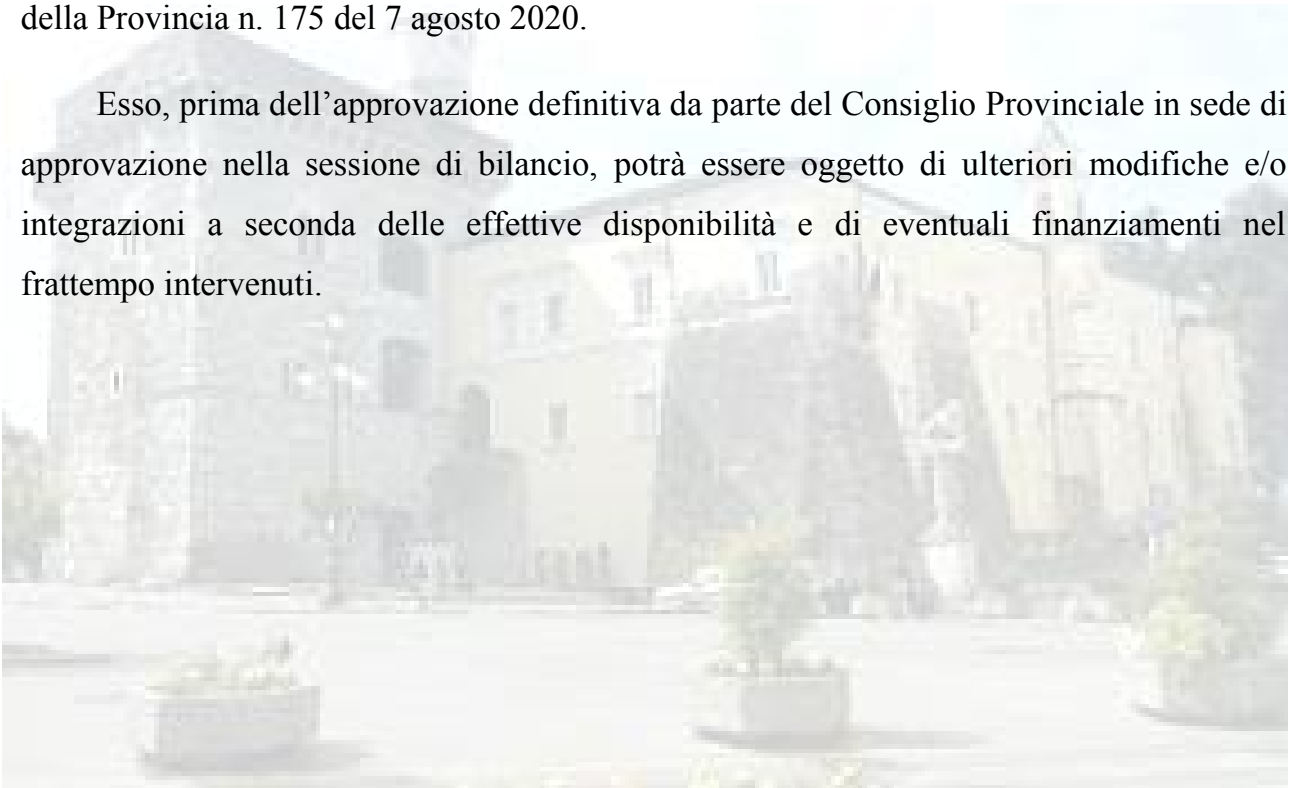 della Provincia n. 175 del 7 agosto 2020.
Esso, prima dell’approvazione definitiva da parte del Consiglio Provinciale in sede di
approvazione nella sessione di bilancio, potrà essere oggetto di ulteriori modifiche e/o
integrazioni a seconda delle effettive disponibilità e di eventuali finanziamenti nel
frattempo intervenuti.